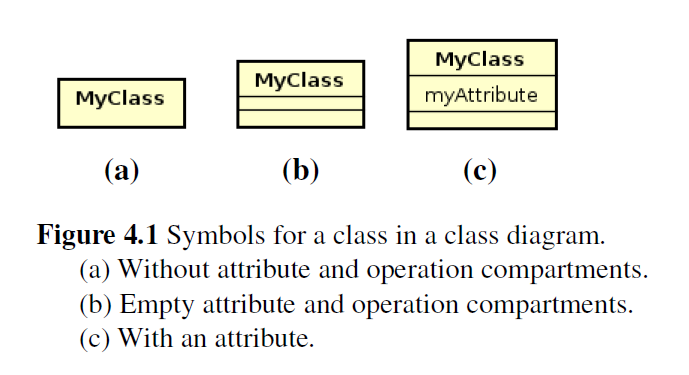 MyClass
MyClass
MyClass
myAttribute
(a)
(b)
(c)
Figure 4.1 Symbols for a class in a class diagram.
(a) Without attribute and operation compartments.
(b) Empty attribute and operation compartments.
(c) With an attribute.